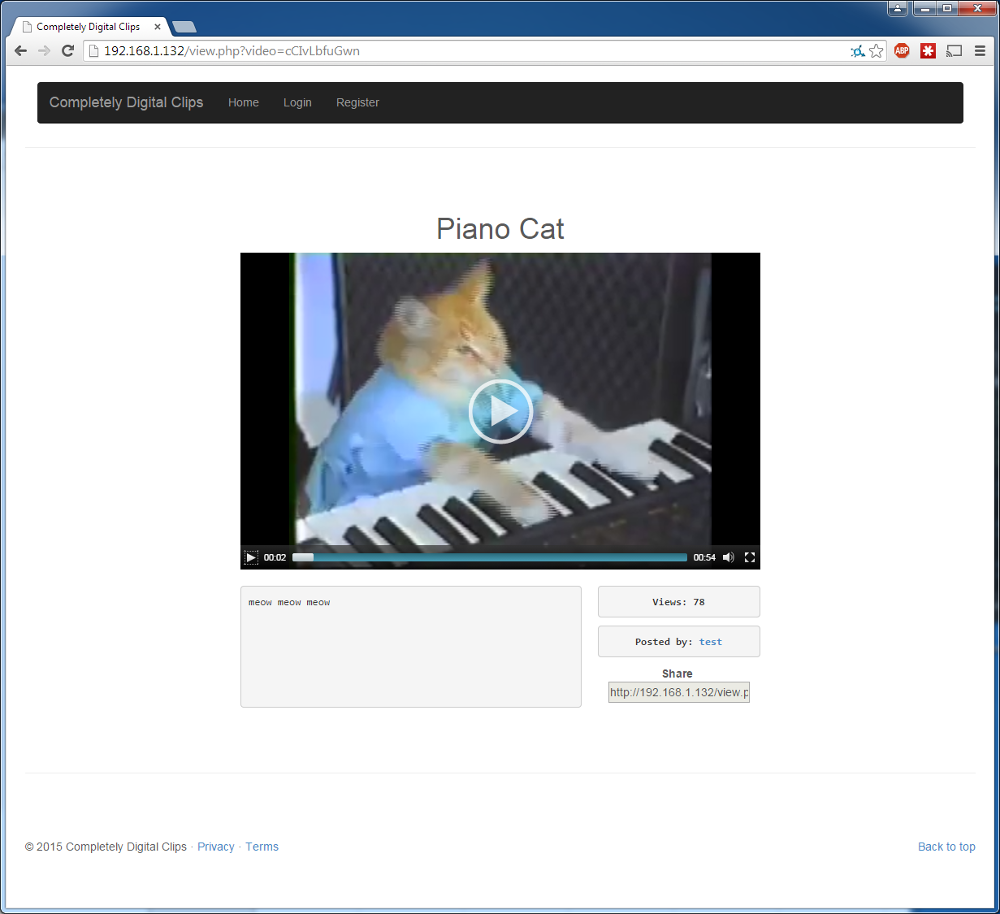 Completely Digital Clips
192.168.1.132/view.php?video=cCIvLbfuGwn
ABP
Completely Digital Clips Home Login Register
Piano Cat
00:02 00:54
meow meow meow
Views: 78
Posted by: test
Share
http://192.168.1.132/view.p
© 2015 Completely Digital Clips · Privacy · Terms
Back to top